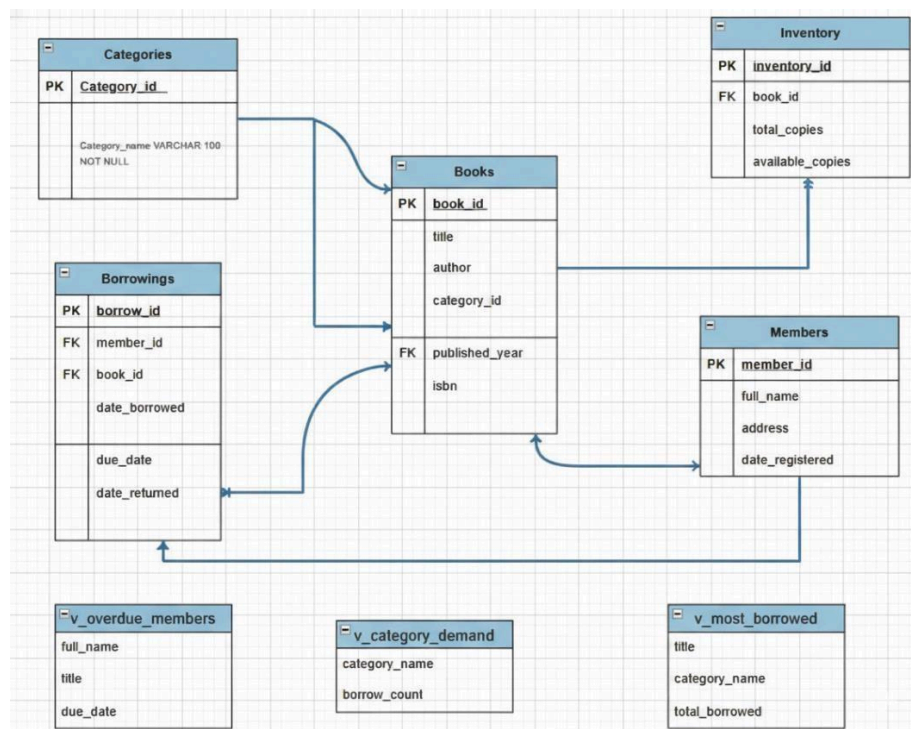 Categories
PK Category_id
Category_name VARCHAR 100
NOT NULL
Inventory
PK inventory_id
FK book_id
total_copies
available_copies
Books
PK book_id
title
author
category_id
FK published_year
isbn
Borrowings
PK borrow_id
FK member_id
FK book_id
date_borrowed
due_date
date_returned
Members
PK member_id
full_name
address
date_registered
v_overdue_members
full_name
title
due_date
v_category_demand
category_name
borrow_count
v_most_borrowed
title
category_name
total_borrowed